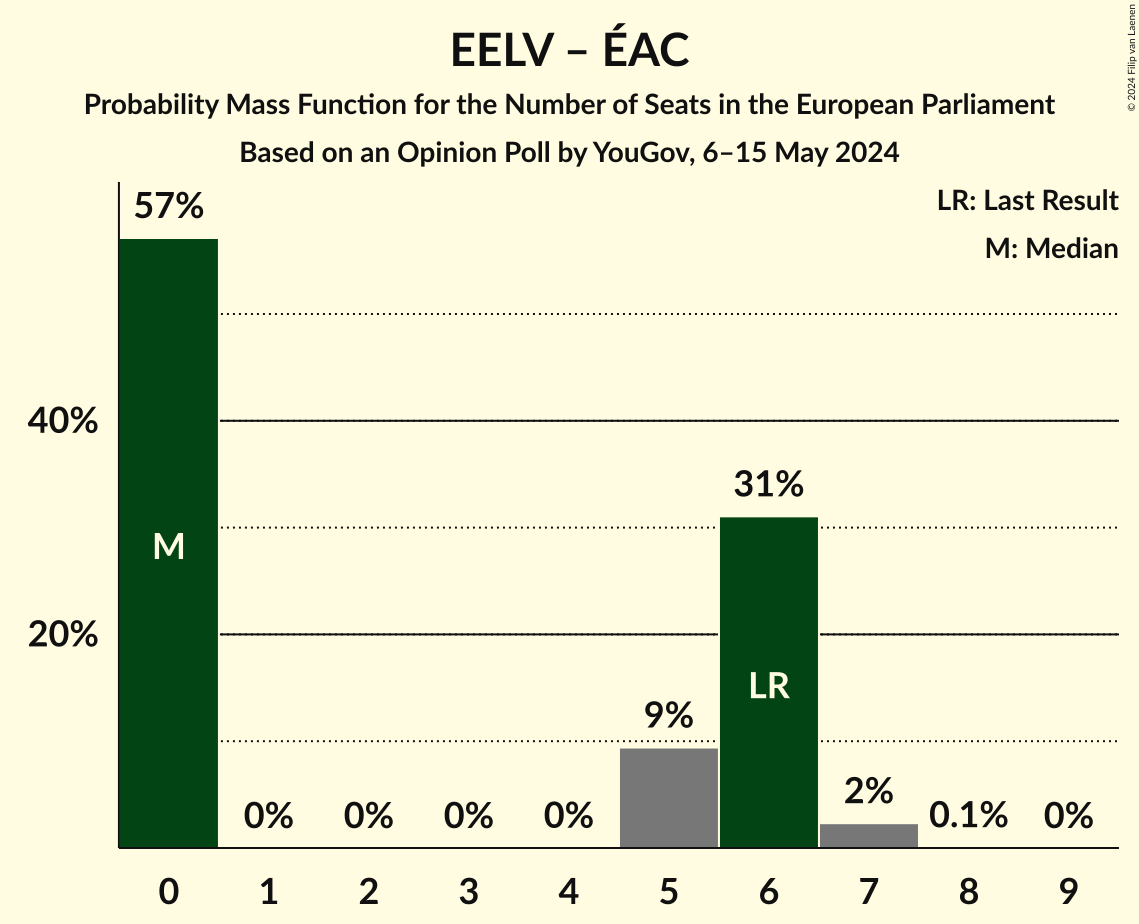 EELV – ÉAC
Probability Mass Function for the Number of Seats in the European Parliament
Based on an Opinion Poll by YouGov, 6–15 May 2024
© 2024 Filip van Laenen
LR: Last Result
M: Median
57%
40%
31%
M
20%
LR
9%
2%
0% 0% 0% 0% 0.1% 0%
0 1 2 3 4 5 6 7 8 9